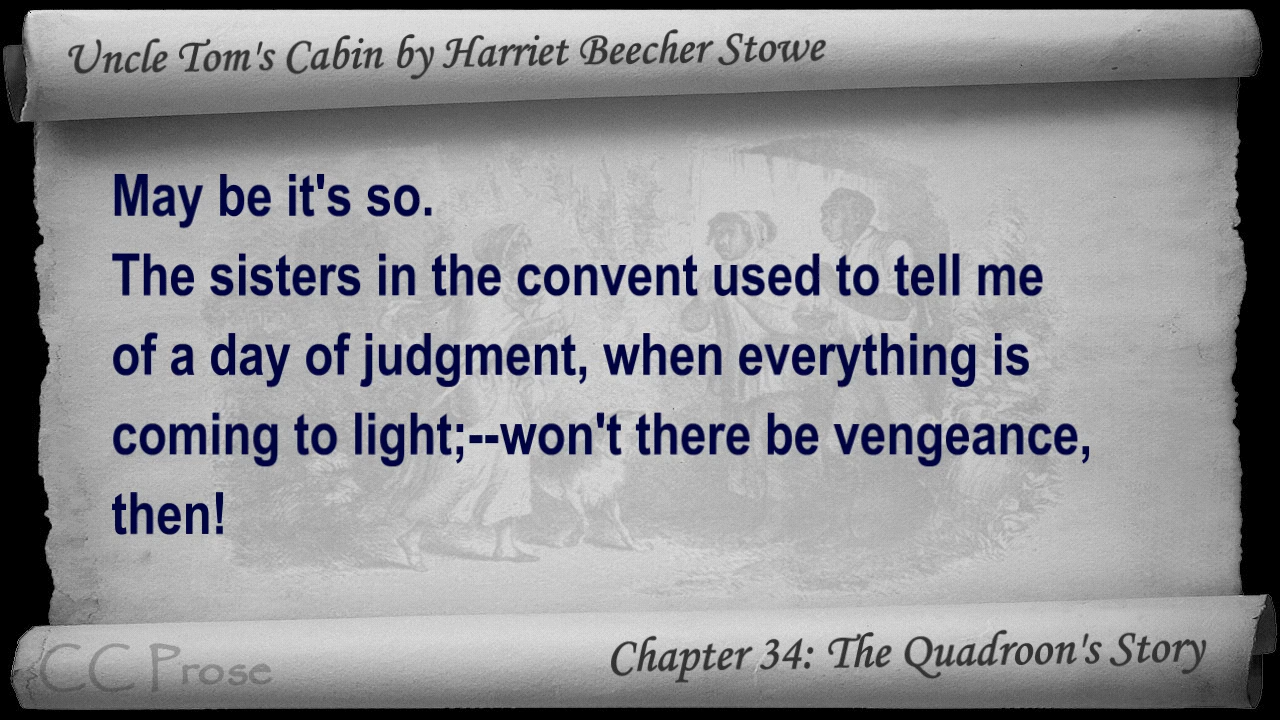 Uncle Tom's Cabin by Harriet Beecher Stowe
May be it's so.
The sisters in the convent used to tell me
of a day of judgment, when everything is
coming to light;--won't there be vengeance,
then!
CC Prose
Chapter 34: The Quadroon's Story